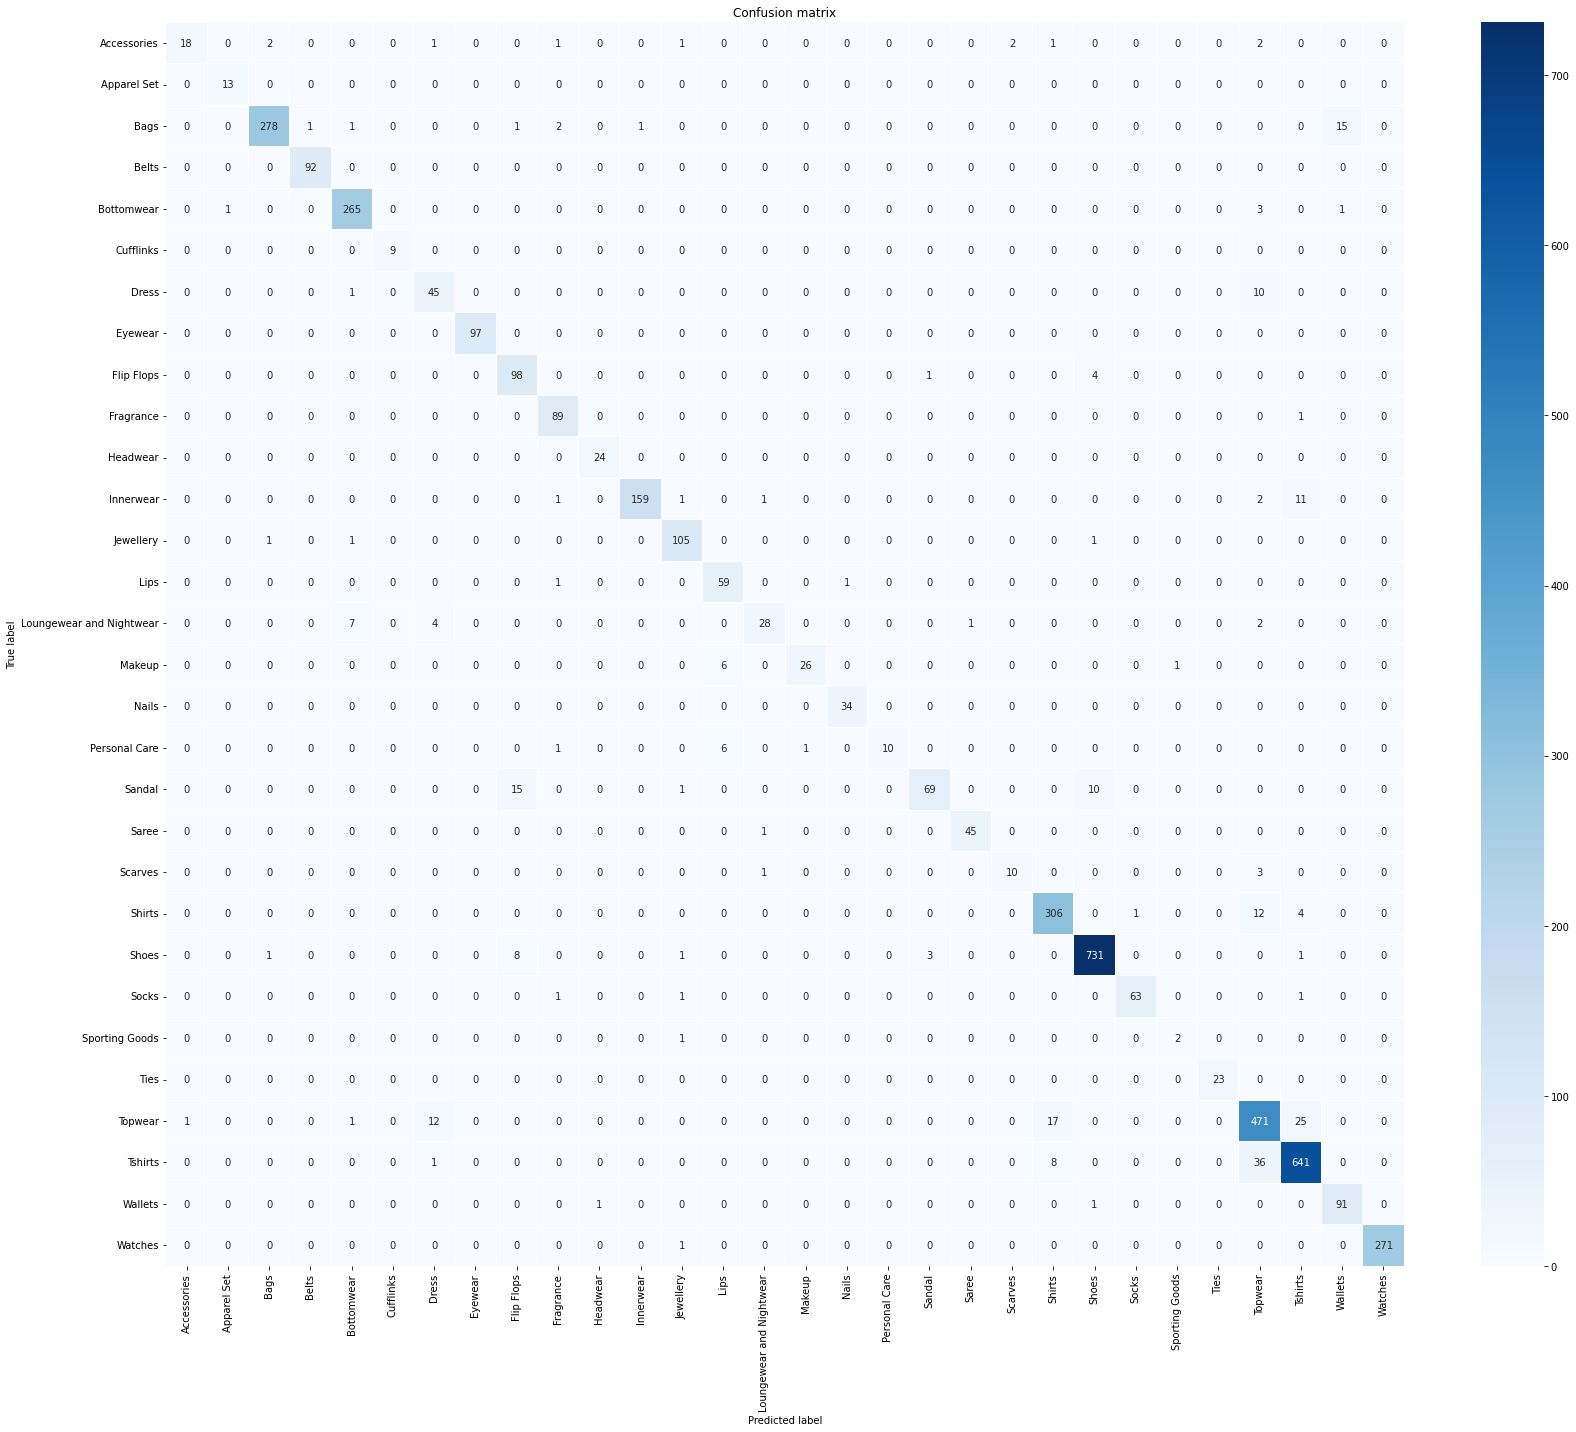 Confusion matrix
Accessories 18 0 2 0 0 0 1 0 0 1 0 0 1 0 0 0 0 0 0 0 2 1 0 0 0 0 2 0 0 0
Apparel Set 0 13 0 0 0 0 0 0 0 0 0 0 0 0 0 0 0 0 0 0 0 0 0 0 0 0 0 0 0 0
700
Bags 0 0 278 1 1 0 0 0 1 2 0 1 0 0 0 0 0 0 0 0 0 0 0 0 0 0 0 0 15 0
Belts 0 0 0 92 0 0 0 0 0 0 0 0 0 0 0 0 0 0 0 0 0 0 0 0 0 0 0 0 0 0
Bottomwear 0 1 0 0 265 0 0 0 0 0 0 0 0 0 0 0 0 0 0 0 0 0 0 0 0 0 3 0 1 0
600
Cufflinks 0 0 0 0 0 9 0 0 0 0 0 0 0 0 0 0 0 0 0 0 0 0 0 0 0 0 0 0 0 0
Dress 0 0 0 0 1 0 45 0 0 0 0 0 0 0 0 0 0 0 0 0 0 0 0 0 0 0 10 0 0 0
Eyewear 0 0 0 0 0 0 0 97 0 0 0 0 0 0 0 0 0 0 0 0 0 0 0 0 0 0 0 0 0 0
Flip Flops 0 0 0 0 0 0 0 0 98 0 0 0 0 0 0 0 0 0 1 0 0 0 4 0 0 0 0 0 0 0
500
Fragrance 0 0 0 0 0 0 0 0 0 89 0 0 0 0 0 0 0 0 0 0 0 0 0 0 0 0 0 1 0 0
Headwear 0 0 0 0 0 0 0 0 0 0 24 0 0 0 0 0 0 0 0 0 0 0 0 0 0 0 0 0 0 0
Innerwear 0 0 0 0 0 0 0 0 0 1 0 159 1 0 1 0 0 0 0 0 0 0 0 0 0 0 2 11 0 0
400
Jewellery 0 0 1 0 1 0 0 0 0 0 0 0 105 0 0 0 0 0 0 0 0 0 1 0 0 0 0 0 0 0
Lips 0 0 0 0 0 0 0 0 0 1 0 0 0 59 0 0 1 0 0 0 0 0 0 0 0 0 0 0 0 0
Loungewear and Nightwear 0 0 0 0 7 0 4 0 0 0 0 0 0 0 28 0 0 0 0 1 0 0 0 0 0 0 2 0 0 0
True label
Makeup 0 0 0 0 0 0 0 0 0 0 0 0 0 6 0 26 0 0 0 0 0 0 0 0 1 0 0 0 0 0
Nails 0 0 0 0 0 0 0 0 0 0 0 0 0 0 0 0 34 0 0 0 0 0 0 0 0 0 0 0 0 0
300
Personal Care 0 0 0 0 0 0 0 0 0 1 0 0 0 6 0 1 0 10 0 0 0 0 0 0 0 0 0 0 0 0
Sandal 0 0 0 0 0 0 0 0 15 0 0 0 1 0 0 0 0 0 69 0 0 0 10 0 0 0 0 0 0 0
Saree 0 0 0 0 0 0 0 0 0 0 0 0 0 0 1 0 0 0 0 45 0 0 0 0 0 0 0 0 0 0
Scarves 0 0 0 0 0 0 0 0 0 0 0 0 0 0 1 0 0 0 0 0 10 0 0 0 0 0 3 0 0 0
Shirts 0 0 0 0 0 0 0 0 0 0 0 0 0 0 0 0 0 0 0 0 0 306 0 1 0 0 12 4 0 0
200
Shoes 0 0 1 0 0 0 0 0 8 0 0 0 1 0 0 0 0 0 3 0 0 0 731 0 0 0 0 1 0 0
Socks 0 0 0 0 0 0 0 0 0 1 0 0 1 0 0 0 0 0 0 0 0 0 0 63 0 0 0 1 0 0
Sporting Goods 0 0 0 0 0 0 0 0 0 0 0 0 1 0 0 0 0 0 0 0 0 0 0 0 2 0 0 0 0 0
Ties 0 0 0 0 0 0 0 0 0 0 0 0 0 0 0 0 0 0 0 0 0 0 0 0 0 23 0 0 0 0
100
Topwear 1 0 0 0 1 0 12 0 0 0 0 0 0 0 0 0 0 0 0 0 0 17 0 0 0 0 471 25 0 0
Tshirts 0 0 0 0 0 0 1 0 0 0 0 0 0 0 0 0 0 0 0 0 0 8 0 0 0 0 36 641 0 0
Wallets 0 0 0 0 0 0 0 0 0 0 1 0 0 0 0 0 0 0 0 0 0 0 1 0 0 0 0 0 91 0
Watches 0 0 0 0 0 0 0 0 0 0 0 0 1 0 0 0 0 0 0 0 0 0 0 0 0 0 0 0 0 271
0
Accessories
Apparel Set
Bags
Belts
Bottomwear
Cufflinks
Dress
Eyewear
Flip Flops
Fragrance
Headwear
Innerwear
Jewellery
Lips
Loungewear and Nightwear
Makeup
Nails
Personal Care
Sandal
Saree
Scarves
Shirts
Shoes
Socks
Sporting Goods
Ties
Topwear
Tshirts
Wallets
Watches
Predicted label